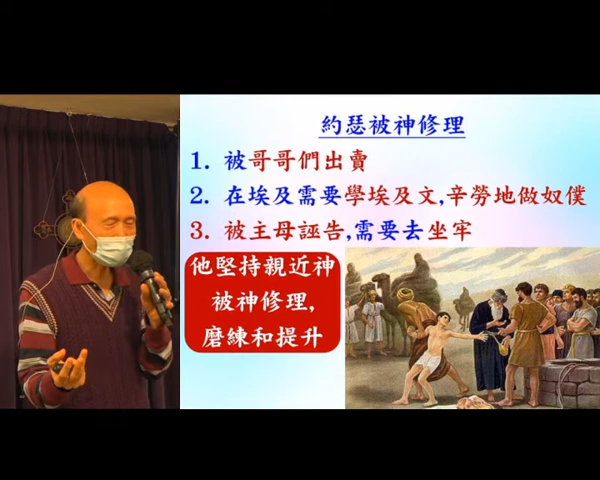 約瑟被神修理
1. 被哥哥們出賣
2. 在埃及需要學埃及文,辛勞地做奴僕
3. 被主母誣告,需要去坐牢
他堅持親近神
被神修理,
磨練和提升